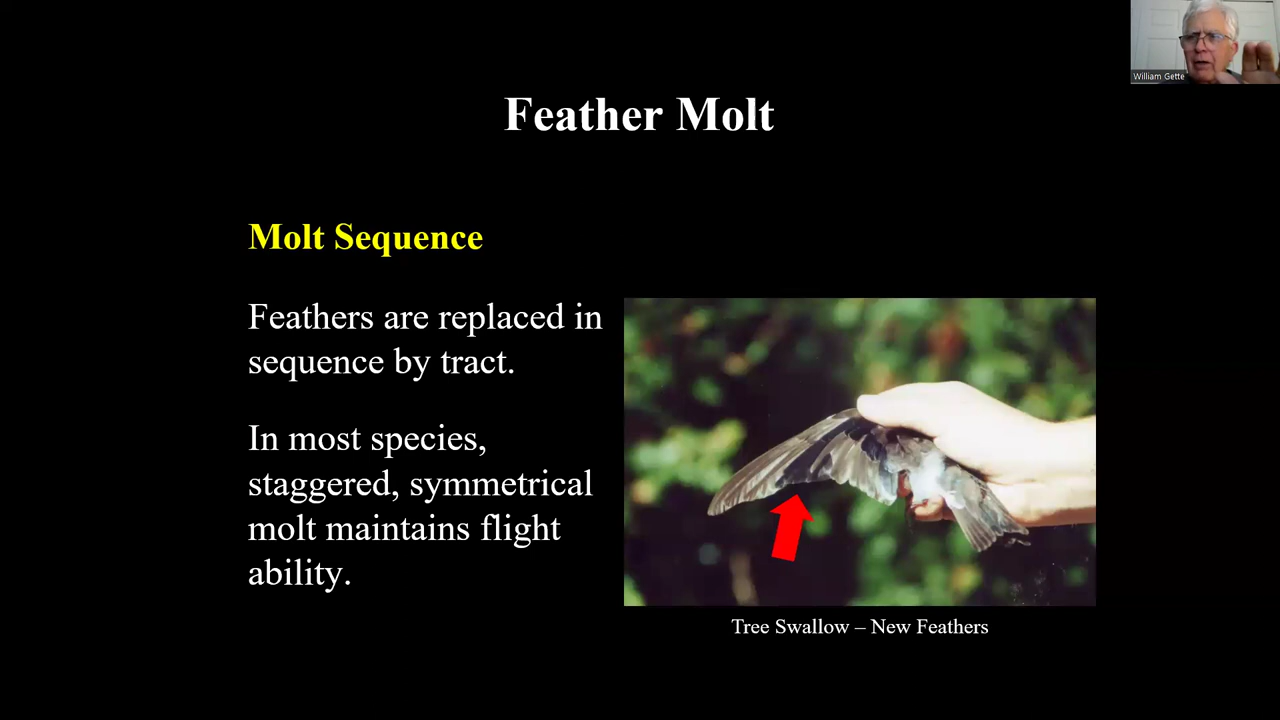 William Gette
Feather Molt
Molt Sequence
Feathers are replaced in
sequence by tract.
In most species,
staggered, symmetrical
molt maintains flight
ability.
Tree Swallow – New Feathers